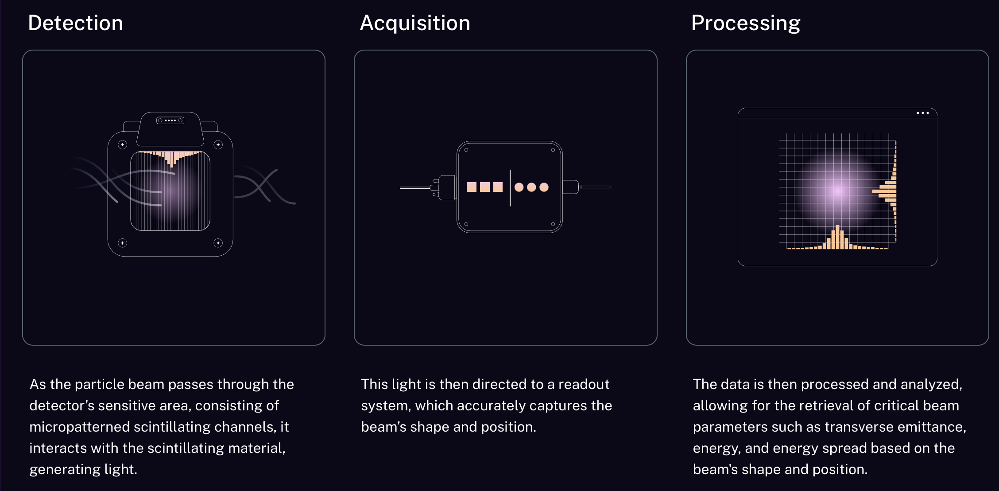 Detection
As the particle beam passes through the
detector's sensitive area, consisting of
micropatterned scintillating channels, it
interacts with the scintillating material,
generating light.
Acquisition
This light is then directed to a readout
system, which accurately captures the
beam’s shape and position.
Processing
The data is then processed and analyzed,
allowing for the retrieval of critical beam
parameters such as transverse emittance,
energy, and energy spread based on the
beam's shape and position.